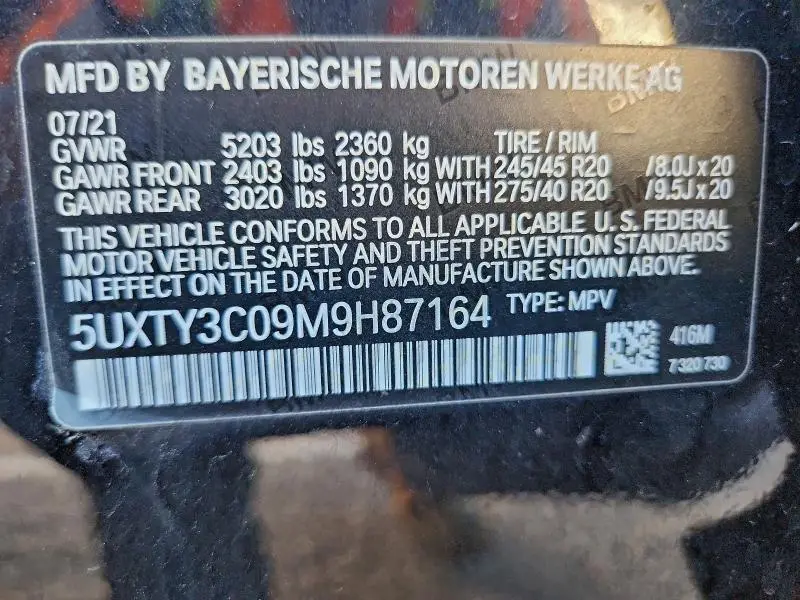 MFD BY BAYERISCHE MOTOREN WERKE AG
07/21
GVWR 5203 lbs 2360 kg TIRE / RIM
GAWR FRONT 2403 lbs 1090 kg WITH 245/45 R20 /8.0J x 20
GAWR REAR 3020 lbs 1370 kg WITH 275/40 R20 /9.5J x 20
THIS VEHICLE CONFORMS TO ALL APPLICABLE U. S. FEDERAL
MOTOR VEHICLE SAFETY AND THEFT PREVENTION STANDARDS
IN EFFECT ON THE DATE OF MANUFACTURE SHOWN ABOVE.
5UXTY3C09M9H87164 TYPE: MPV
416M
7 320 730